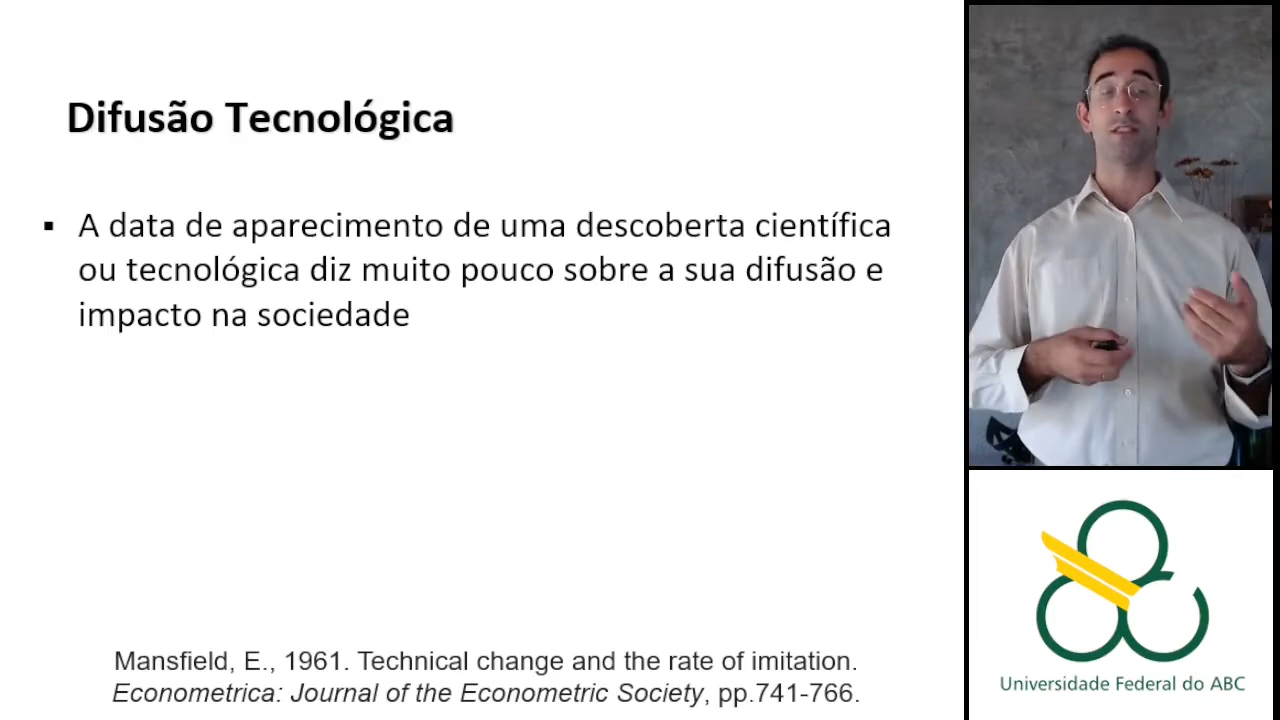 Difusão Tecnológica
▪ A data de aparecimento de uma descoberta científica
ou tecnológica diz muito pouco sobre a sua difusão e
impacto na sociedade
Mansfield, E., 1961. Technical change and the rate of imitation.
Econometrica: Journal of the Econometric Society, pp.741-766.
Universidade Federal do ABC